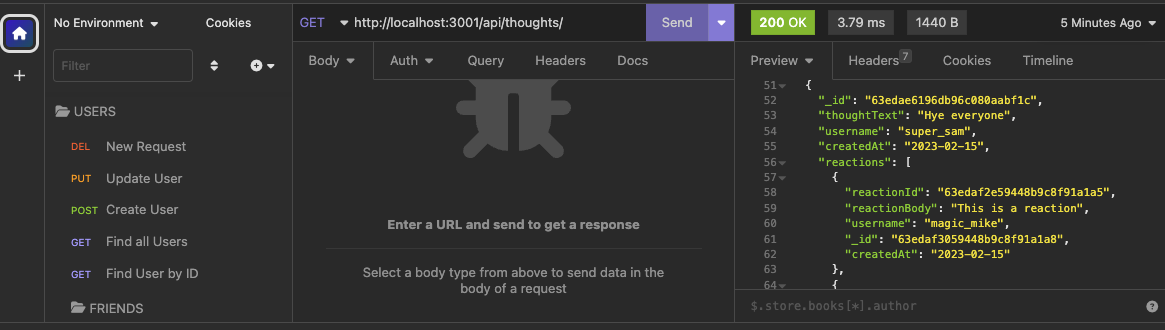 No Environment
Cookies
Filter
USERS
DEL New Request
PUT Update User
POST Create User
GET Find all Users
GET Find User by ID
FRIENDS
GET http://localhost:3001/api/thoughts/ Send
Body Auth Query Headers Docs
Enter a URL and send to get a response
Select a body type from above to send data in the
body of a request
200 OK 3.79 ms 1440 B 5 Minutes Ago
Preview Headers 7 Cookies Timeline
51 {
52 "_id": "63edae6196db96c080aabf1c",
53 "thoughtText": "Hye everyone",
54 "username": "super_sam",
55 "createdAt": "2023-02-15",
56 "reactions": [
57 {
58 "reactionId": "63edaf2e59448b9c8f91a1a5",
59 "reactionBody": "This is a reaction",
60 "username": "magic_mike",
61 "_id": "63edaf3059448b9c8f91a1a8",
62 "createdAt": "2023-02-15"
63 },
64 {
$.store.books[*].author